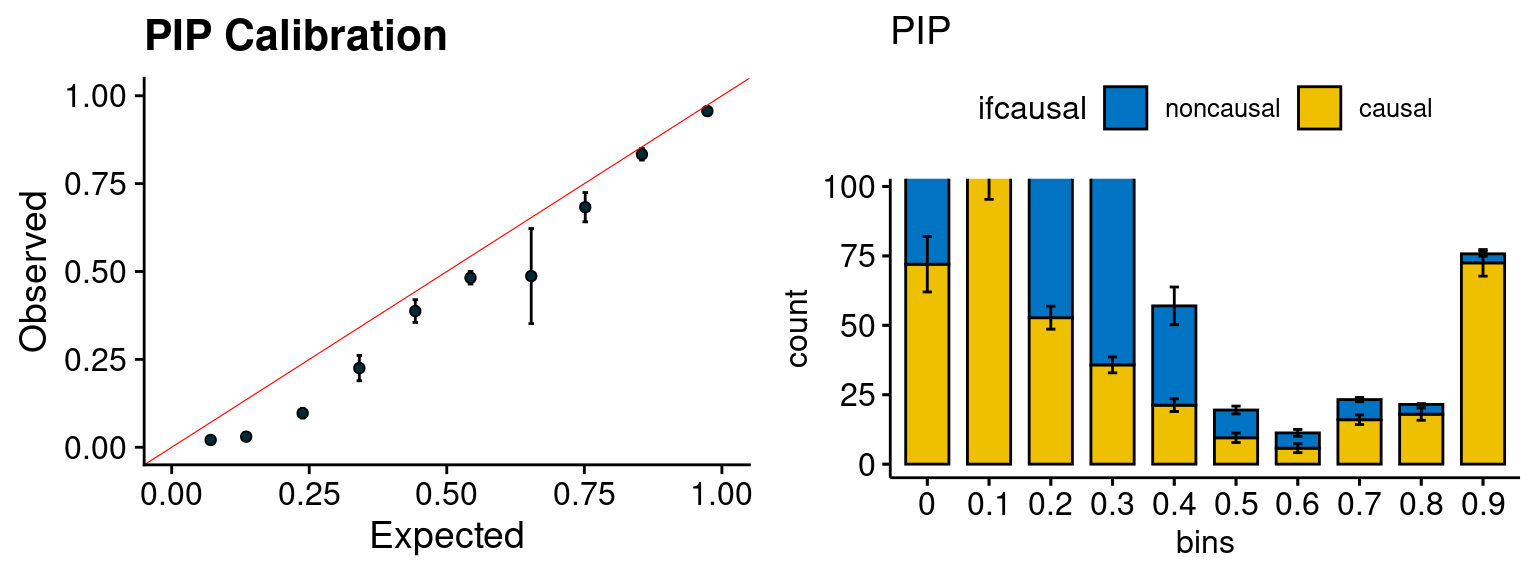 PIP Calibration
Observed
1.00
0.75
0.50
0.25
0.00
0.00 0.25 0.50 0.75 1.00
Expected
PIP
ifcausal noncausal causal
count
100
75
50
25
0
0 0.1 0.2 0.3 0.4 0.5 0.6 0.7 0.8 0.9
bins